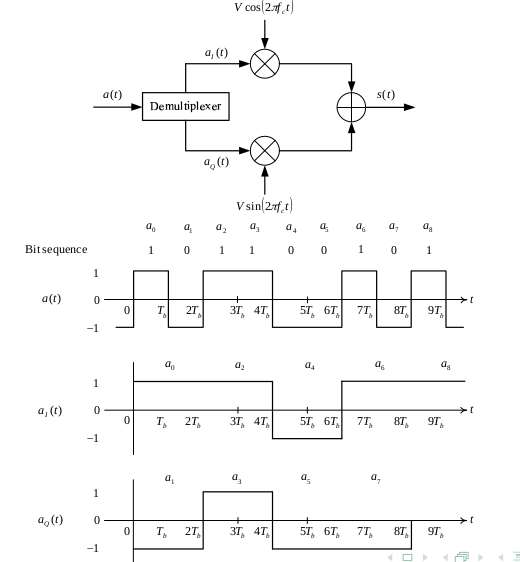 V cos(2πf_c t)
a_I(t)
a(t)
Demultiplexer
s(t)
a_Q(t)
V sin(2πf_c t)
a_0 a_1 a_2 a_3 a_4 a_5 a_6 a_7 a_8
Bit sequence 1 0 1 1 0 0 1 0 1
1
a(t) 0 t
0 T_b 2T_b 3T_b 4T_b 5T_b 6T_b 7T_b 8T_b 9T_b
−1
a_0 a_2 a_4 a_6 a_8
1
a_I(t) 0 t
0 T_b 2T_b 3T_b 4T_b 5T_b 6T_b 7T_b 8T_b 9T_b
−1
a_1 a_3 a_5 a_7
1
a_Q(t) 0 t
0 T_b 2T_b 3T_b 4T_b 5T_b 6T_b 7T_b 8T_b 9T_b
−1